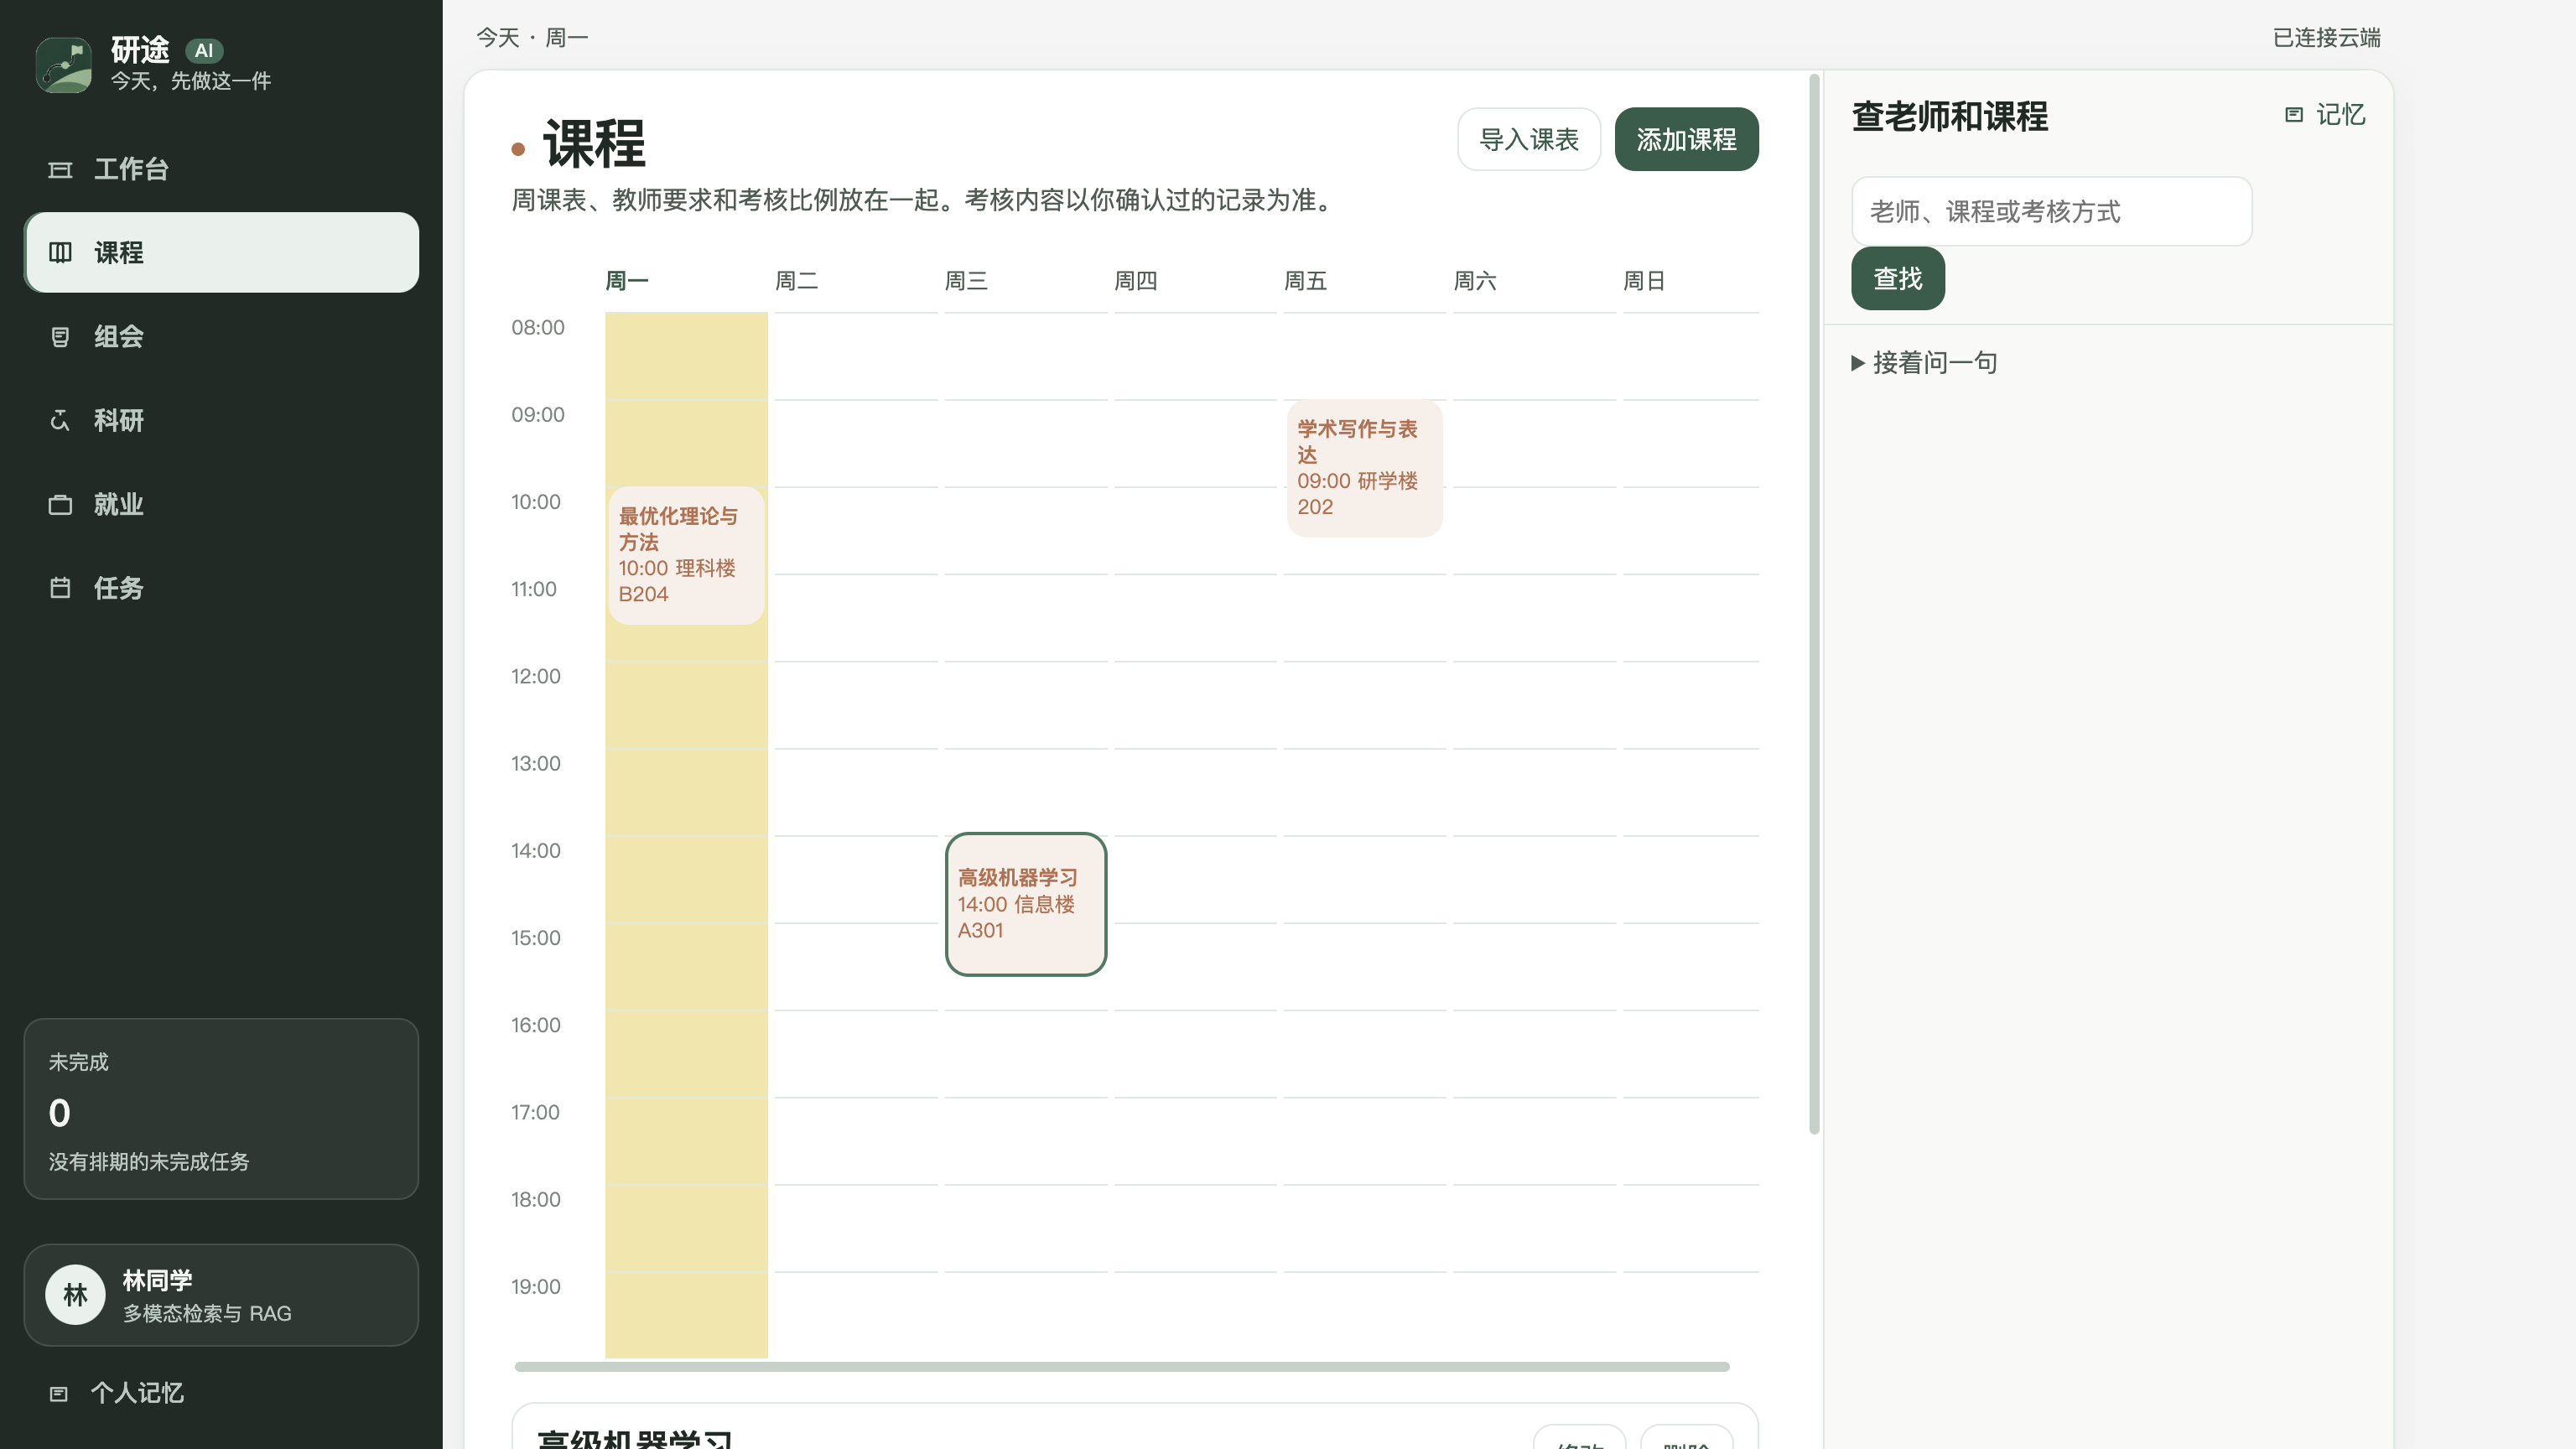 研途 AI
今天，先做这一件
工作台
课程
组会
科研
就业
任务
未完成
0
没有排期的未完成任务
林
林同学
多模态检索与 RAG
个人记忆
今天 · 周一
已连接云端
课程
导入课表
添加课程
周课表、教师要求和考核比例放在一起。考核内容以你确认过的记录为准。
周一 周二 周三 周四 周五 周六 周日
08:00
09:00
10:00
11:00
12:00
13:00
14:00
15:00
16:00
17:00
18:00
19:00
最优化理论与
方法
10:00 理科楼
B204
高级机器学习
14:00 信息楼
A301
学术写作与表
达
09:00 研学楼
202
高级机器学习
修改
删除
查老师和课程
记忆
老师、课程或考核方式
查找
接着问一句